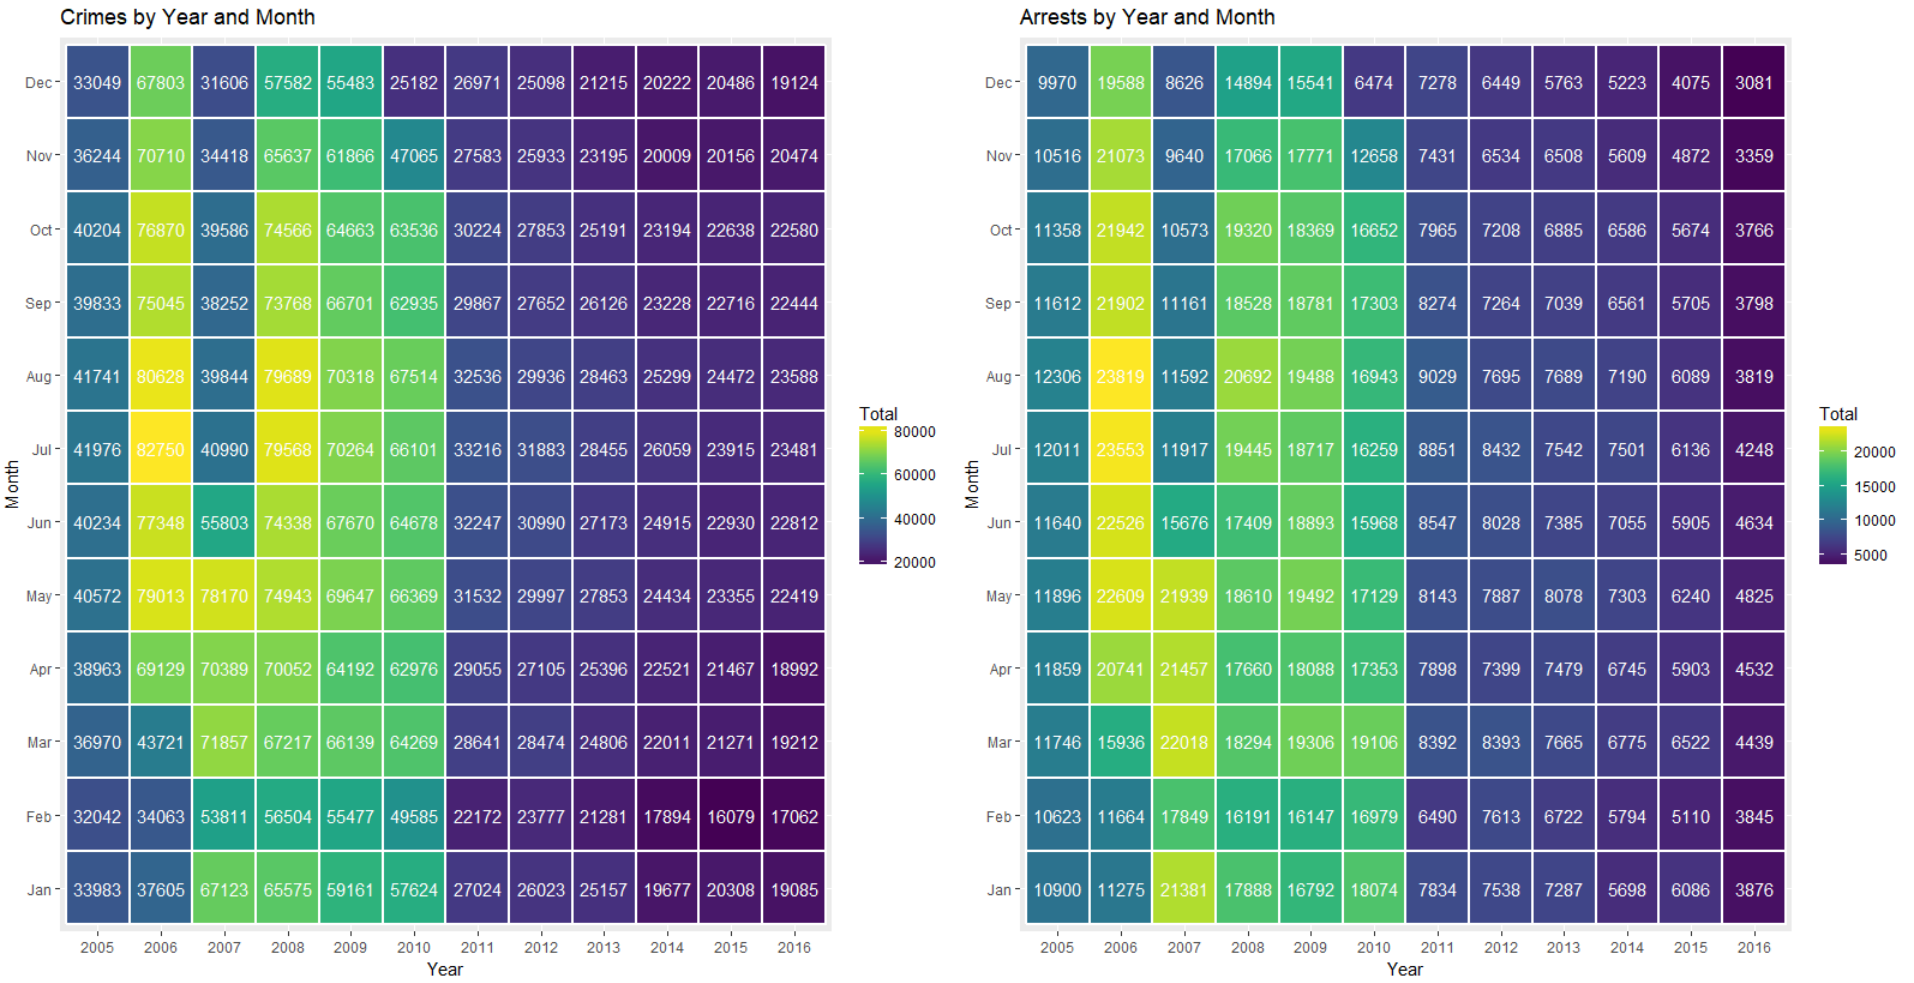 Crimes by Year and Month
Dec 33049 67803 31606 57582 55483 25182 26971 25098 21215 20222 20486 19124
Nov 36244 70710 34418 65637 61866 47065 27583 25933 23195 20009 20156 20474
Oct 40204 76870 39586 74566 64663 63536 30224 27853 25191 23194 22638 22580
Sep 39833 75045 38252 73768 66701 62935 29867 27652 26126 23228 22716 22444
Aug 41741 80628 39844 79689 70318 67514 32536 29936 28463 25299 24472 23588
Jul 41976 82750 40990 79568 70264 66101 33216 31883 28455 26059 23915 23481
Jun 40234 77348 55803 74338 67670 64678 32247 30990 27173 24915 22930 22812
May 40572 79013 78170 74943 69647 66369 31532 29997 27853 24434 23355 22419
Apr 38963 69129 70389 70052 64192 62976 29055 27105 25396 22521 21467 18992
Mar 36970 43721 71857 67217 66139 64269 28641 28474 24806 22011 21271 19212
Feb 32042 34063 53811 56504 55477 49585 22172 23777 21281 17894 16079 17062
Jan 33983 37605 67123 65575 59161 57624 27024 26023 25157 19677 20308 19085
2005 2006 2007 2008 2009 2010 2011 2012 2013 2014 2015 2016
Year
Month
Total
80000
60000
40000
20000
Arrests by Year and Month
Dec 9970 19588 8626 14894 15541 6474 7278 6449 5763 5223 4075 3081
Nov 10516 21073 9640 17066 17771 12658 7431 6534 6508 5609 4872 3359
Oct 11358 21942 10573 19320 18369 16652 7965 7208 6885 6586 5674 3766
Sep 11612 21902 11161 18528 18781 17303 8274 7264 7039 6561 5705 3798
Aug 12306 23819 11592 20692 19488 16943 9029 7695 7689 7190 6089 3819
Jul 12011 23553 11917 19445 18717 16259 8851 8432 7542 7501 6136 4248
Jun 11640 22526 15676 17409 18893 15968 8547 8028 7385 7055 5905 4634
May 11896 22609 21939 18610 19492 17129 8143 7887 8078 7303 6240 4825
Apr 11859 20741 21457 17660 18088 17353 7898 7399 7479 6745 5903 4532
Mar 11746 15936 22018 18294 19306 19106 8392 8393 7665 6775 6522 4439
Feb 10623 11664 17849 16191 16147 16979 6490 7613 6722 5794 5110 3845
Jan 10900 11275 21381 17888 16792 18074 7834 7538 7287 5698 6086 3876
2005 2006 2007 2008 2009 2010 2011 2012 2013 2014 2015 2016
Year
Month
Total
20000
15000
10000
5000